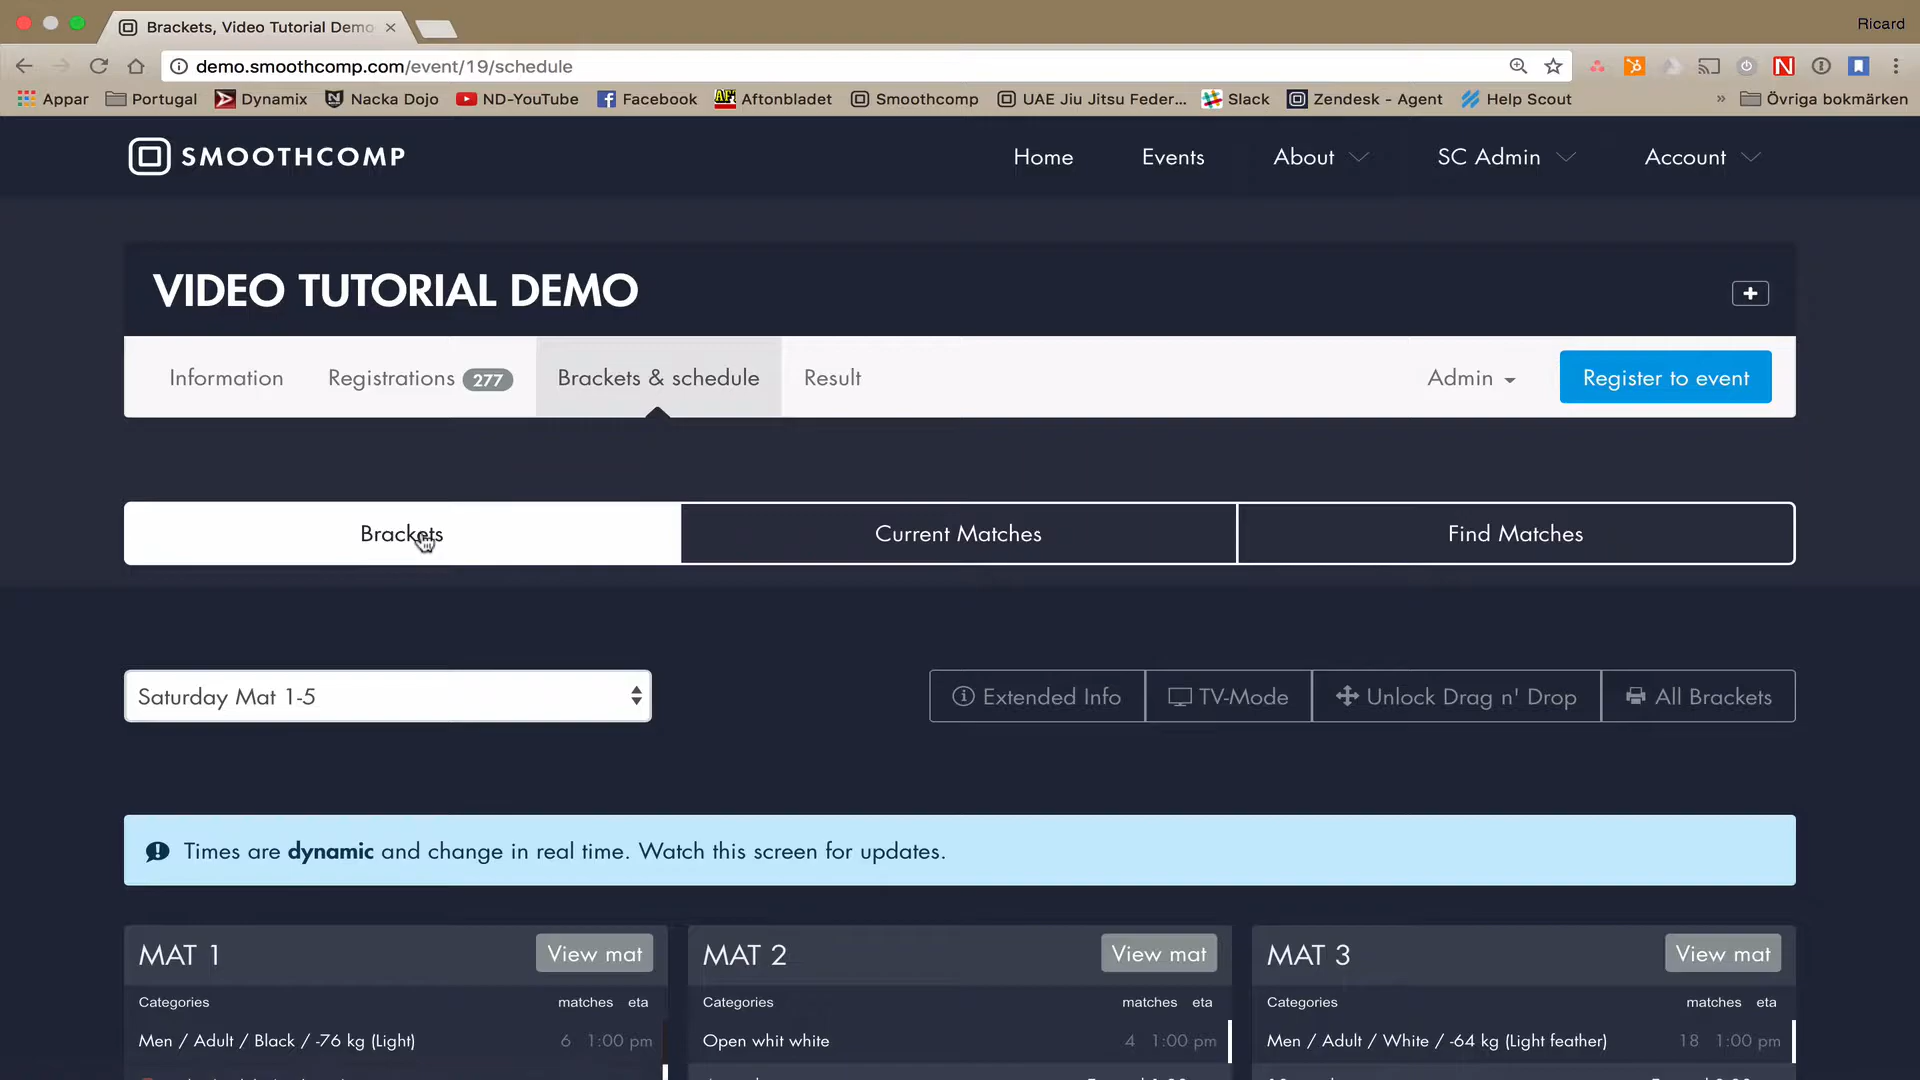 Brackets, Video Tutorial Demo
Ricard
demo.smoothcomp.com/event/19/schedule
Appar Portugal Dynamix Nacka Dojo ND-YouTube Facebook Aftonbladet Smoothcomp UAE Jiu Jitsu Feder... Slack Zendesk - Agent Help Scout » Övriga bokmärken
SMOOTHCOMP
Home Events About SC Admin Account
VIDEO TUTORIAL DEMO
Information Registrations 277 Brackets & schedule Result Admin Register to event
Brackets Current Matches Find Matches
Saturday Mat 1-5
Extended Info TV-Mode Unlock Drag n' Drop All Brackets
Times are dynamic and change in real time. Watch this screen for updates.
MAT 1 View mat
Categories matches eta
Men / Adult / Black / -76 kg (Light) 6 1:00 pm
MAT 2 View mat
Categories matches eta
Open whit white 4 1:00 pm
MAT 3 View mat
Categories matches eta
Men / Adult / White / -64 kg (Light feather) 18 1:00 pm